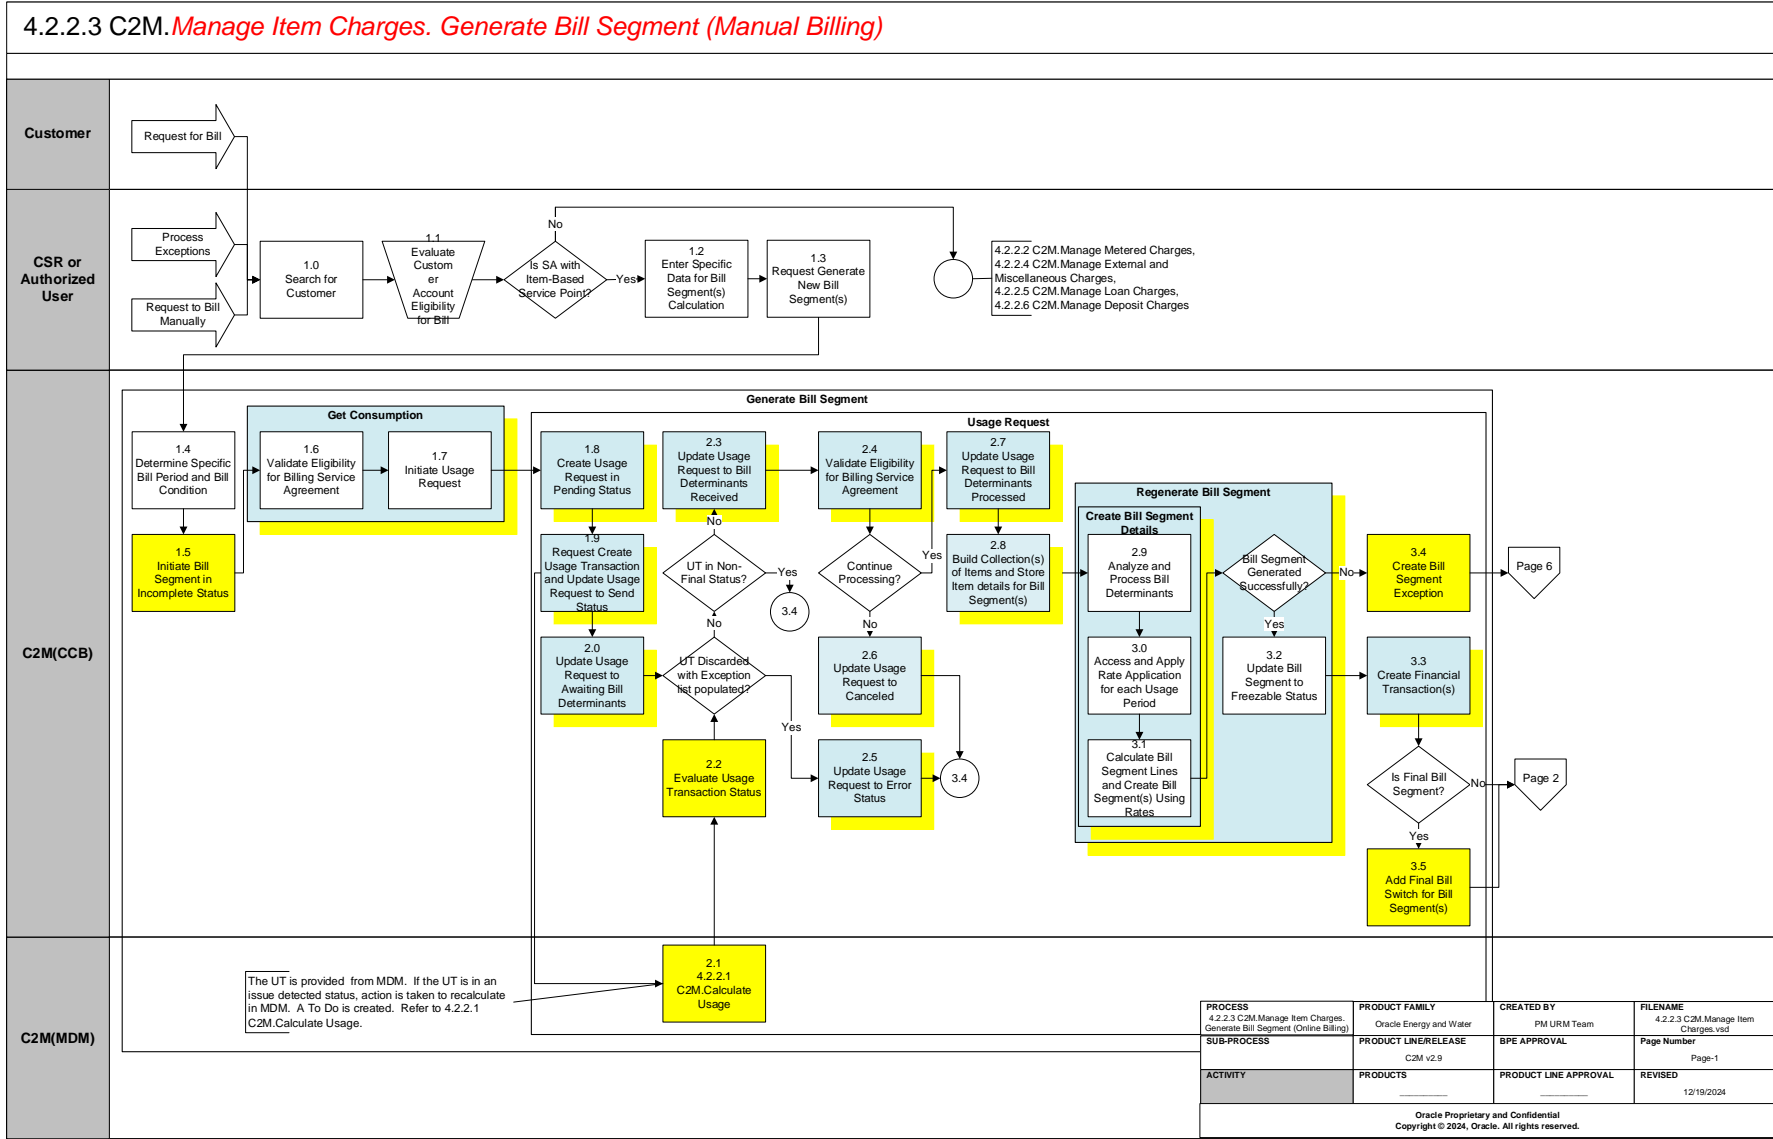 4.2.2.3 C2M.Manage Item Charges. Generate Bill Segment (Manual Billing)
Customer
Request for Bill
CSR or
Authorized
User
Process
Exceptions
Request to Bill
Manually
1.0
Search for
Customer
1.1
Evaluate
Custom
er
Account
Eligibility
for Bill
Is SA with
Item-Based
Service Point?
No
Yes
1.2
Enter Specific
Data for Bill
Segment(s)
Calculation
1.3
Request Generate
New Bill
Segment(s)
4.2.2.2 C2M.Manage Metered Charges,
4.2.2.4 C2M.Manage External and
Miscellaneous Charges,
4.2.2.5 C2M.Manage Loan Charges,
4.2.2.6 C2M.Manage Deposit Charges
C2M(CCB)
Generate Bill Segment
Get Consumption
Usage Request
1.4
Determine Specific
Bill Period and Bill
Condition
1.5
Initiate Bill
Segment in
Incomplete Status
1.6
Validate Eligibility
for Billing Service
Agreement
1.7
Initiate Usage
Request
1.8
Create Usage
Request in
Pending Status
1.9
Request Create
Usage Transaction
and Update Usage
Request to Send
Status
2.0
Update Usage
Request to
Awaiting Bill
Determinants
2.3
Update Usage
Request to Bill
Determinants
Received
No
UT in Non-
Final Status?
Yes
3.4
No
UT Discarded
with Exception
list populated?
Yes
2.2
Evaluate Usage
Transaction Status
2.4
Validate Eligibility
for Billing Service
Agreement
Continue
Processing?
Yes
No
2.6
Update Usage
Request to
Canceled
2.5
Update Usage
Request to Error
Status
3.4
2.7
Update Usage
Request to Bill
Determinants
Processed
2.8
Build Collection(s)
of Items and Store
Item details for Bill
Segment(s)
Regenerate Bill Segment
Create Bill Segment
Details
2.9
Analyze and
Process Bill
Determinants
3.0
Access and Apply
Rate Application
for each Usage
Period
3.1
Calculate Bill
Segment Lines
and Create Bill
Segment(s) Using
Rates
Bill Segment
Generated
Successfully?
No
Yes
3.2
Update Bill
Segment to
Freezable Status
3.4
Create Bill
Segment
Exception
Page 6
3.3
Create Financial
Transaction(s)
Is Final Bill
Segment?
No
Page 2
Yes
3.5
Add Final Bill
Switch for Bill
Segment(s)
C2M(MDM)
The UT is provided from MDM. If the UT is in an
issue detected status, action is taken to recalculate
in MDM. A To Do is created. Refer to 4.2.2.1
C2M.Calculate Usage.
2.1
4.2.2.1
C2M.Calculate
Usage
PROCESS
4.2.2.3 C2M.Manage Item Charges.
Generate Bill Segment (Online Billing)
PRODUCT FAMILY
Oracle Energy and Water
CREATED BY
PM URM Team
FILENAME
4.2.2.3 C2M.Manage Item
Charges.vsd
SUB-PROCESS
PRODUCT LINE/RELEASE
C2M v2.9
BPE APPROVAL
Page Number
Page-1
ACTIVITY
PRODUCTS
PRODUCT LINE APPROVAL
REVISED
12/19/2024
Oracle Proprietary and Confidential
Copyright © 2024, Oracle. All rights reserved.